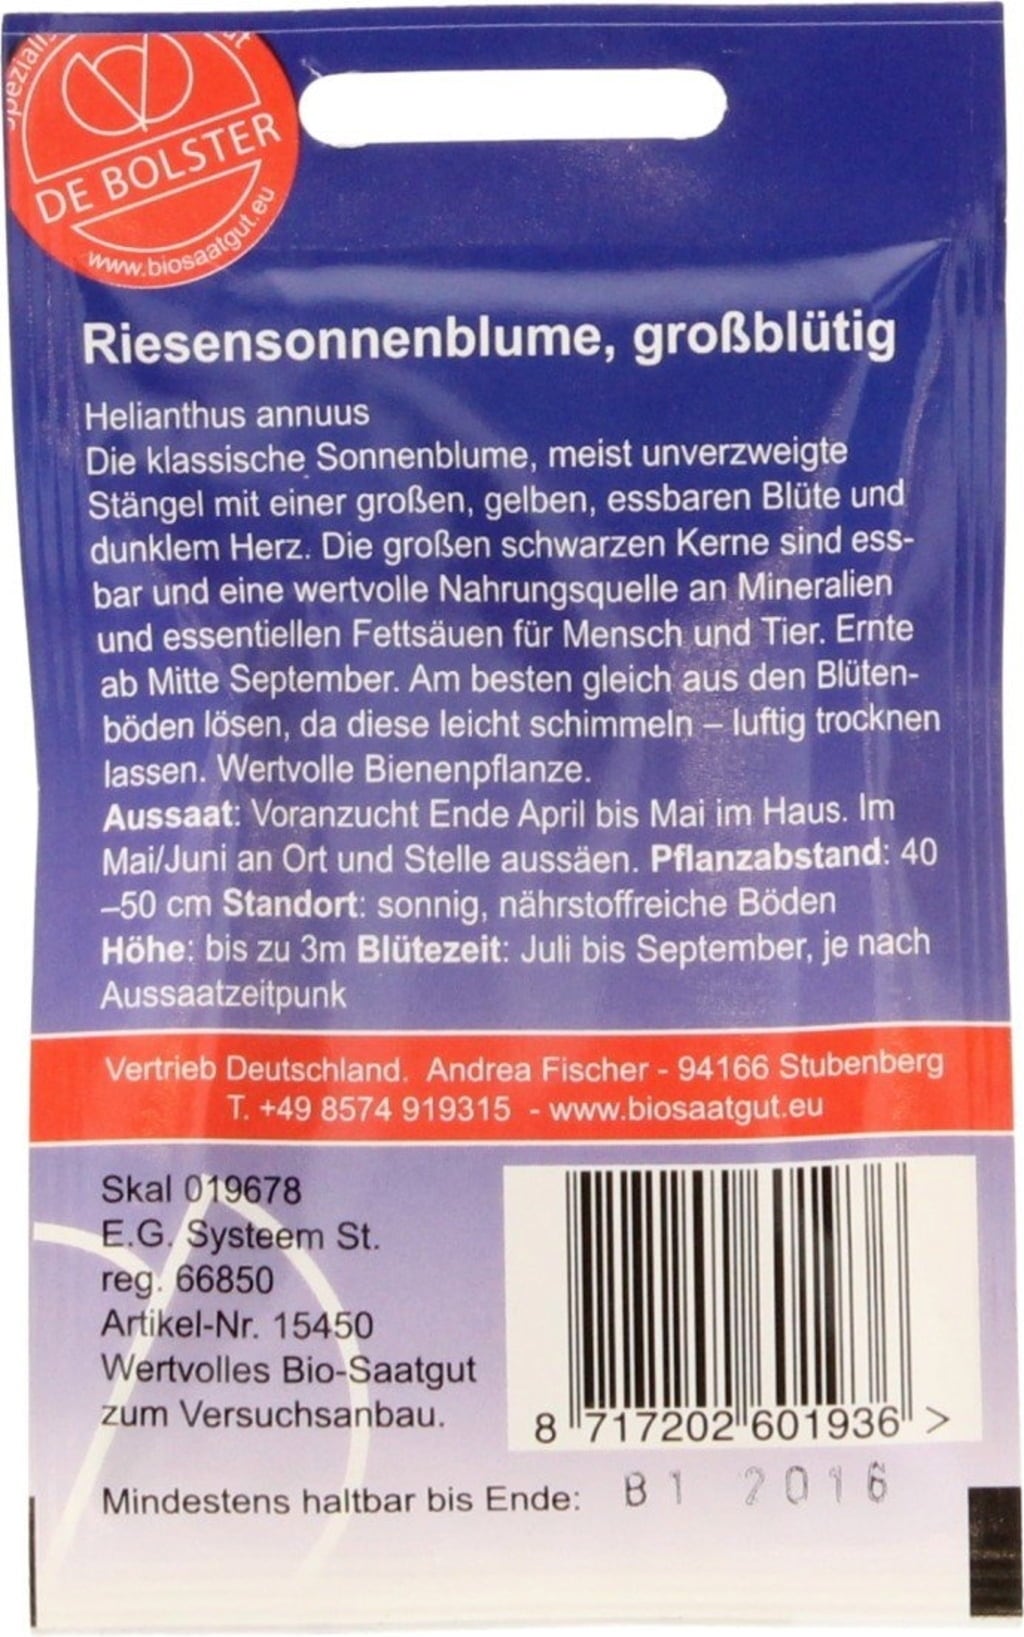 DE BOLSTER
www.biosaatgut.eu
Riesensonnenblume, großblütig
Helianthus annuus
Die klassische Sonnenblume, meist unverzweigte
Stängel mit einer großen, gelben, essbaren Blüte und
dunklem Herz. Die großen schwarzen Kerne sind ess-
bar und eine wertvolle Nahrungsquelle an Mineralien
und essentiellen Fettsäuen für Mensch und Tier. Ernte
ab Mitte September. Am besten gleich aus den Blüten-
böden lösen, da diese leicht schimmeln – luftig trocknen
lassen. Wertvolle Bienenpflanze.
Aussaat: Voranzucht Ende April bis Mai im Haus. Im
Mai/Juni an Ort und Stelle aussäen. Pflanzabstand: 40
–50 cm Standort: sonnig, nährstoffreiche Böden
Höhe: bis zu 3m Blütezeit: Juli bis September, je nach
Aussaatzeitpunk
Vertrieb Deutschland. Andrea Fischer - 94166 Stubenberg
T. +49 8574 919315 - www.biosaatgut.eu
Skal 019678
E.G. Systeem St.
reg. 66850
Artikel-Nr. 15450
Wertvolles Bio-Saatgut
zum Versuchsanbau.
8 717202 601936 >
Mindestens haltbar bis Ende: B1 2016